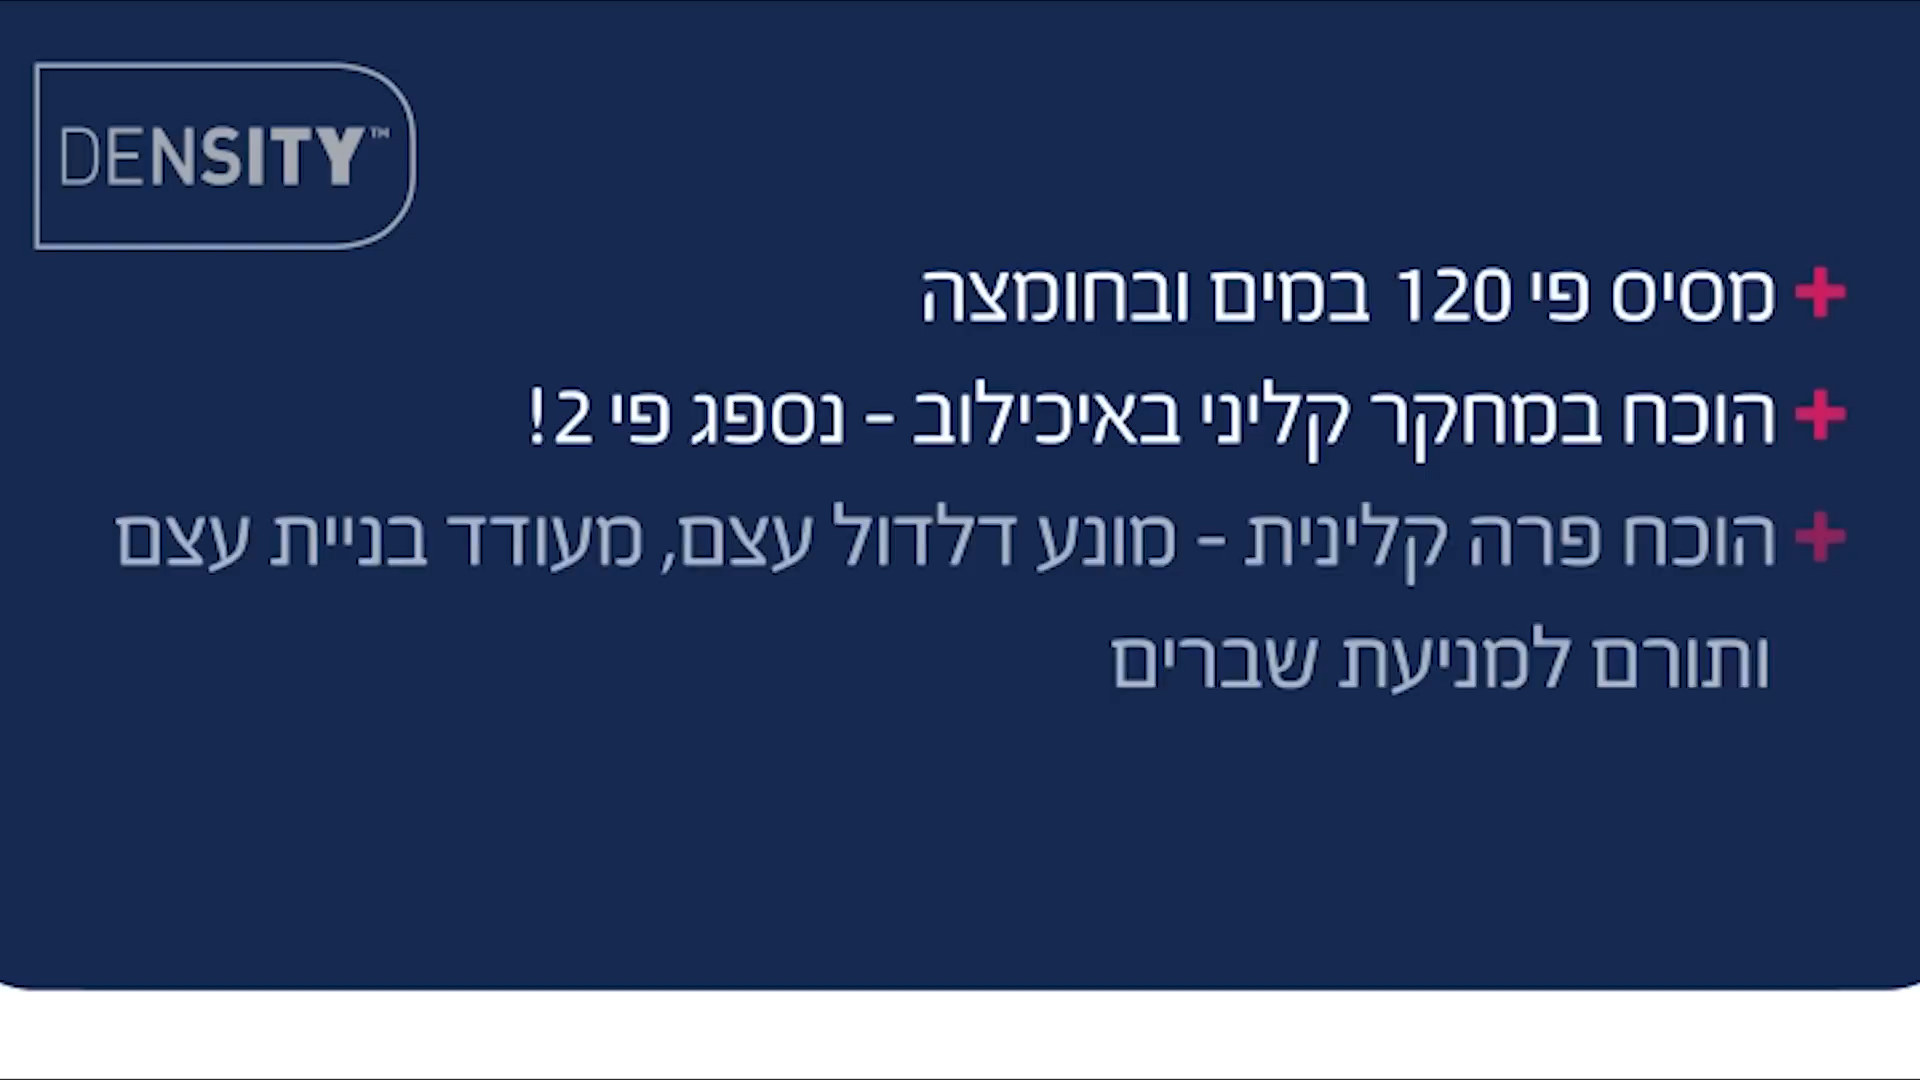 DENSITY™
+ מסיס פי 120 במים ובחומצה
+ הוכח במחקר קליני באיכילוב - נספג פי 2!
+ הוכח פרה קלינית - מונע דלדול עצם, מעודד בניית עצם
ותורם למניעת שברים